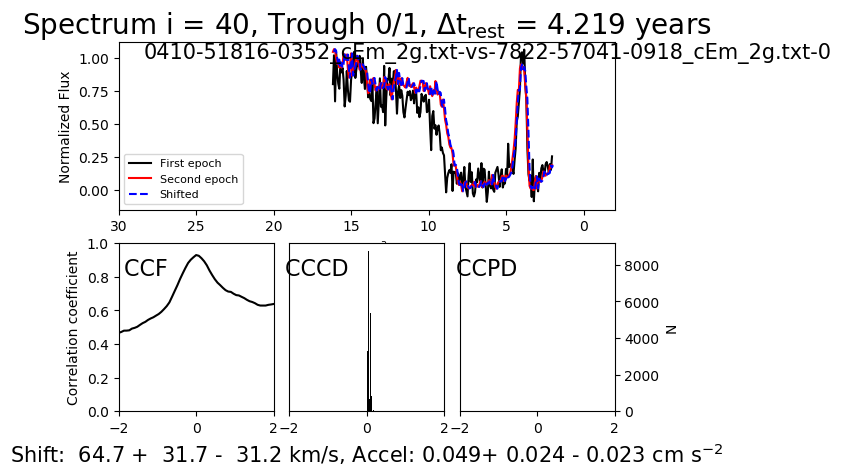 Spectrum i = 40, Trough 0/1, Δt_rest = 4.219 years
0410-51816-0352_cEm_2g.txt-vs-7822-57041-0918_cEm_2g.txt-0
Normalized Flux
1.00
0.75
0.50
0.25
0.00
First epoch
Second epoch
Shifted
30 25 20 15 10 5 0
Correlation coefficient
1.0
0.8
0.6
0.4
0.2
0.0
CCF
CCCD
CCPD
8000
6000
4000
2000
0
N
−2 0 2
−2 0 2
−2 0 2
Shift: 64.7 + 31.7 - 31.2 km/s, Accel: 0.049+ 0.024 - 0.023 cm s⁻²